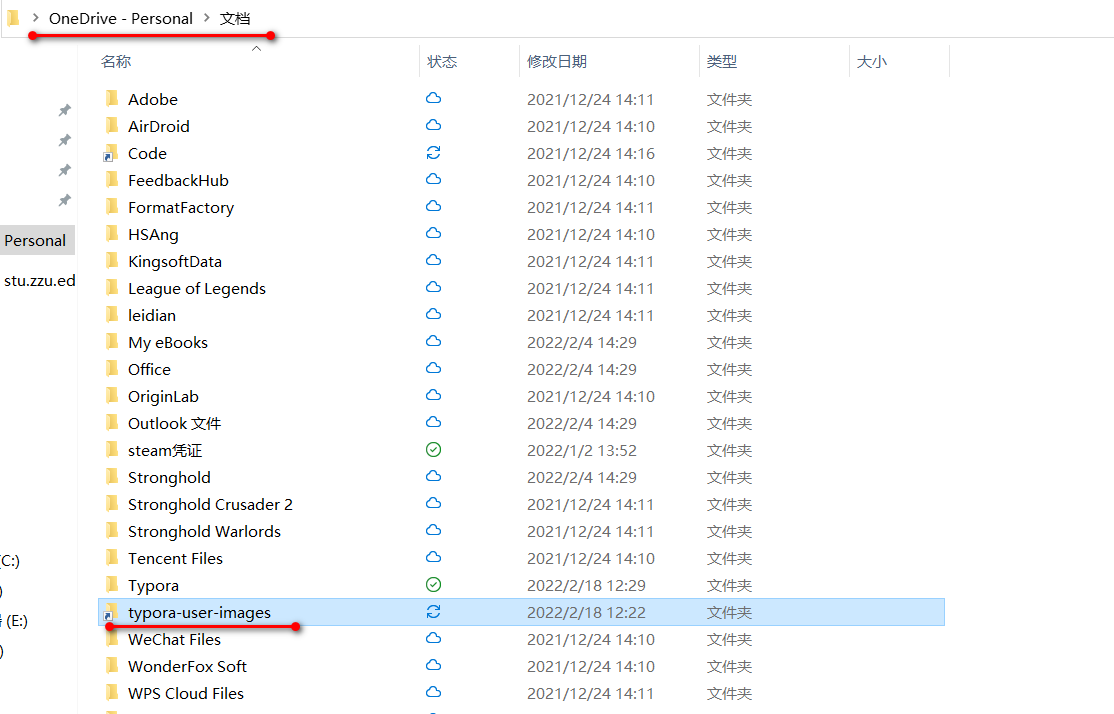 OneDrive - Personal 文档
名称 状态 修改日期 类型 大小
Adobe 2021/12/24 14:11 文件夹
AirDroid 2021/12/24 14:10 文件夹
Code 2021/12/24 14:16 文件夹
FeedbackHub 2021/12/24 14:10 文件夹
FormatFactory 2021/12/24 14:11 文件夹
Personal HSAng 2021/12/24 14:10 文件夹
KingsoftData 2021/12/24 14:11 文件夹
stu.zzu.ed League of Legends 2021/12/24 14:11 文件夹
leidian 2021/12/24 14:11 文件夹
My eBooks 2022/2/4 14:29 文件夹
Office 2022/2/4 14:29 文件夹
OriginLab 2021/12/24 14:10 文件夹
Outlook 文件 2022/2/4 14:29 文件夹
steam凭证 2022/1/2 13:52 文件夹
Stronghold 2022/2/4 14:29 文件夹
Stronghold Crusader 2 2021/12/24 14:11 文件夹
Stronghold Warlords 2021/12/24 14:11 文件夹
(C:) Tencent Files 2021/12/24 14:10 文件夹
) Typora 2022/2/18 12:29 文件夹
(E:) typora-user-images 2022/2/18 12:22 文件夹
) WeChat Files 2021/12/24 14:10 文件夹
WonderFox Soft 2021/12/24 14:10 文件夹
WPS Cloud Files 2021/12/24 14:11 文件夹